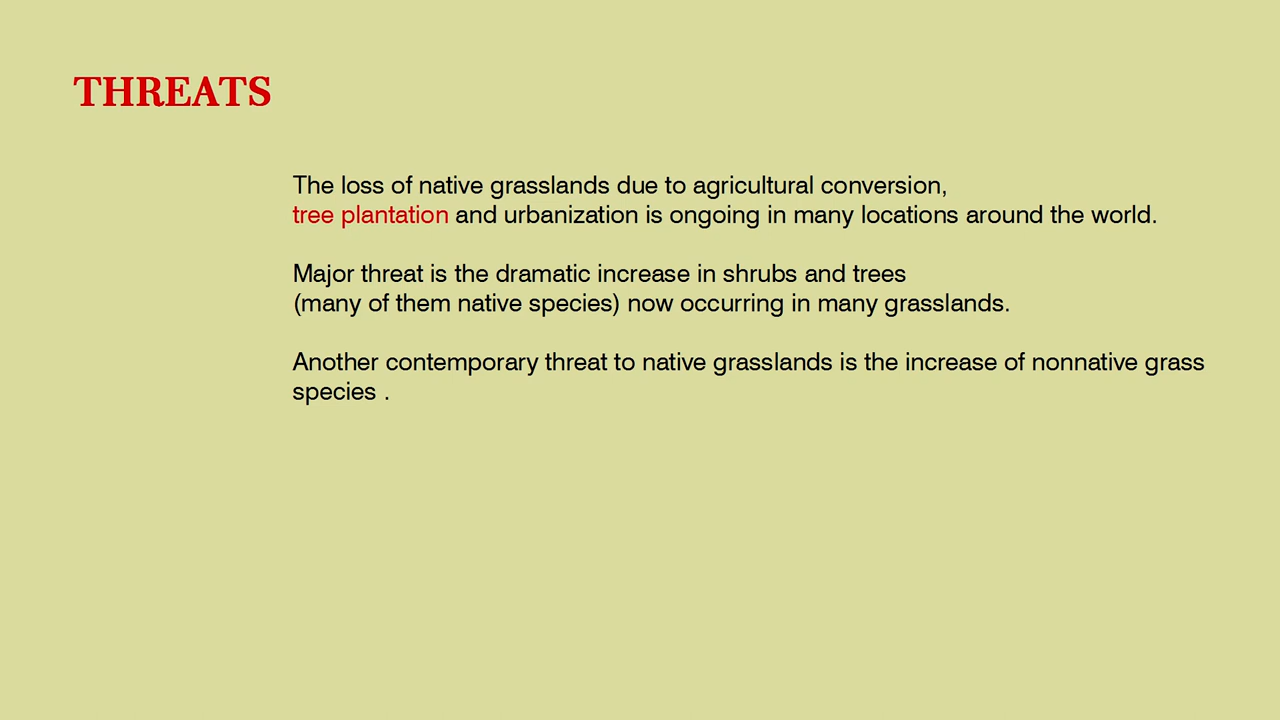 THREATS
The loss of native grasslands due to agricultural conversion,
tree plantation and urbanization is ongoing in many locations around the world.
Major threat is the dramatic increase in shrubs and trees
(many of them native species) now occurring in many grasslands.
Another contemporary threat to native grasslands is the increase of nonnative grass
species .